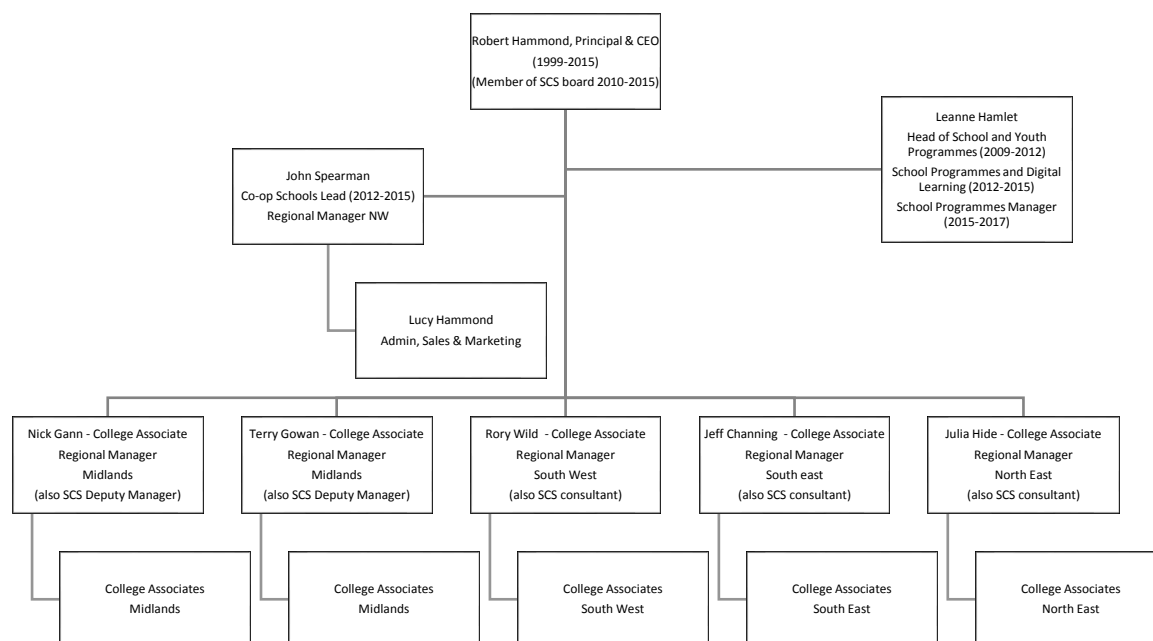 Robert Hammond, Principal & CEO
(1999-2015)
(Member of SCS board 2010-2015)
Leanne Hamlet
Head of School and Youth
Programmes (2009-2012)
School Programmes and Digital
Learning (2012-2015)
School Programmes Manager
(2015-2017)
John Spearman
Co-op Schools Lead (2012-2015)
Regional Manager NW
Lucy Hammond
Admin, Sales & Marketing
Nick Gann - College Associate
Regional Manager
Midlands
(also SCS Deputy Manager)
Terry Gowan - College Associate
Regional Manager
Midlands
(also SCS Deputy Manager)
Rory Wild - College Associate
Regional Manager
South West
(also SCS consultant)
Jeff Channing - College Associate
Regional Manager
South east
(also SCS consultant)
Julia Hide - College Associate
Regional Manager
North East
(also SCS consultant)
College Associates
Midlands
College Associates
Midlands
College Associates
South West
College Associates
South East
College Associates
North East